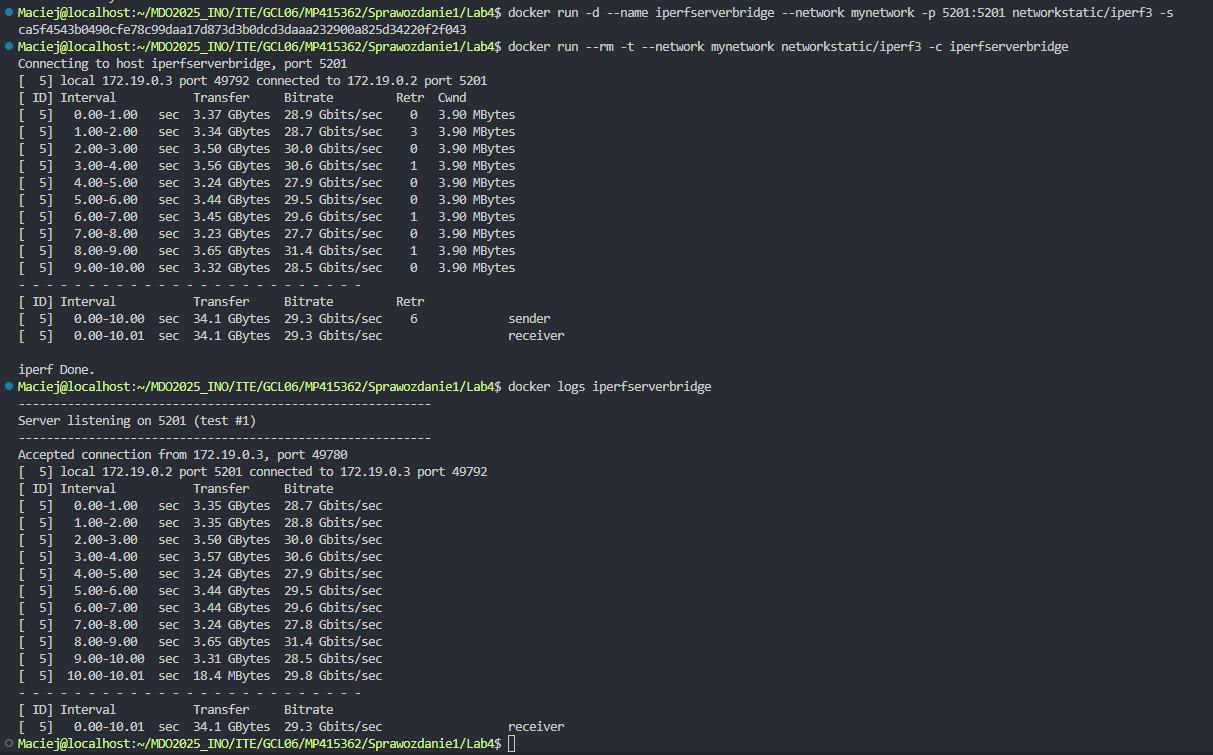 Maciej@localhost:~/MDO2025_INO/ITE/GCL06/MP415362/Sprawozdanie1/Lab4$ docker run -d --name iperfserverbridge --network mynetwork -p 5201:5201 networkstatic/iperf3 -s
ca5f4543b0490cfe78c99daa17d873d3b0dcd3daaa232900a825d34220f2f043
Maciej@localhost:~/MDO2025_INO/ITE/GCL06/MP415362/Sprawozdanie1/Lab4$ docker run --rm -t --network mynetwork networkstatic/iperf3 -c iperfserverbridge
Connecting to host iperfserverbridge, port 5201
[  5] local 172.19.0.3 port 49792 connected to 172.19.0.2 port 5201
[ ID] Interval           Transfer     Bitrate         Retr  Cwnd
[  5]   0.00-1.00   sec  3.37 GBytes  28.9 Gbits/sec    0   3.90 MBytes
[  5]   1.00-2.00   sec  3.34 GBytes  28.7 Gbits/sec    3   3.90 MBytes
[  5]   2.00-3.00   sec  3.50 GBytes  30.0 Gbits/sec    0   3.90 MBytes
[  5]   3.00-4.00   sec  3.56 GBytes  30.6 Gbits/sec    1   3.90 MBytes
[  5]   4.00-5.00   sec  3.24 GBytes  27.9 Gbits/sec    0   3.90 MBytes
[  5]   5.00-6.00   sec  3.44 GBytes  29.5 Gbits/sec    0   3.90 MBytes
[  5]   6.00-7.00   sec  3.45 GBytes  29.6 Gbits/sec    1   3.90 MBytes
[  5]   7.00-8.00   sec  3.23 GBytes  27.7 Gbits/sec    0   3.90 MBytes
[  5]   8.00-9.00   sec  3.65 GBytes  31.4 Gbits/sec    1   3.90 MBytes
[  5]   9.00-10.00  sec  3.32 GBytes  28.5 Gbits/sec    0   3.90 MBytes
- - - - - - - - - - - - - - - - - - - - - - - - -
[ ID] Interval           Transfer     Bitrate         Retr
[  5]   0.00-10.00  sec  34.1 GBytes  29.3 Gbits/sec    6             sender
[  5]   0.00-10.01  sec  34.1 GBytes  29.3 Gbits/sec                  receiver
iperf Done.
Maciej@localhost:~/MDO2025_INO/ITE/GCL06/MP415362/Sprawozdanie1/Lab4$ docker logs iperfserverbridge
-----------------------------------------------------------
Server listening on 5201 (test #1)
-----------------------------------------------------------
Accepted connection from 172.19.0.3, port 49780
[  5] local 172.19.0.2 port 5201 connected to 172.19.0.3 port 49792
[ ID] Interval           Transfer     Bitrate
[  5]   0.00-1.00   sec  3.35 GBytes  28.7 Gbits/sec
[  5]   1.00-2.00   sec  3.35 GBytes  28.8 Gbits/sec
[  5]   2.00-3.00   sec  3.50 GBytes  30.0 Gbits/sec
[  5]   3.00-4.00   sec  3.57 GBytes  30.6 Gbits/sec
[  5]   4.00-5.00   sec  3.24 GBytes  27.9 Gbits/sec
[  5]   5.00-6.00   sec  3.44 GBytes  29.5 Gbits/sec
[  5]   6.00-7.00   sec  3.44 GBytes  29.6 Gbits/sec
[  5]   7.00-8.00   sec  3.24 GBytes  27.8 Gbits/sec
[  5]   8.00-9.00   sec  3.65 GBytes  31.4 Gbits/sec
[  5]   9.00-10.00  sec  3.31 GBytes  28.5 Gbits/sec
[  5]  10.00-10.01  sec  18.4 MBytes  29.8 Gbits/sec
- - - - - - - - - - - - - - - - - - - - - - - - -
[ ID] Interval           Transfer     Bitrate
[  5]   0.00-10.01  sec  34.1 GBytes  29.3 Gbits/sec                  receiver
Maciej@localhost:~/MDO2025_INO/ITE/GCL06/MP415362/Sprawozdanie1/Lab4$